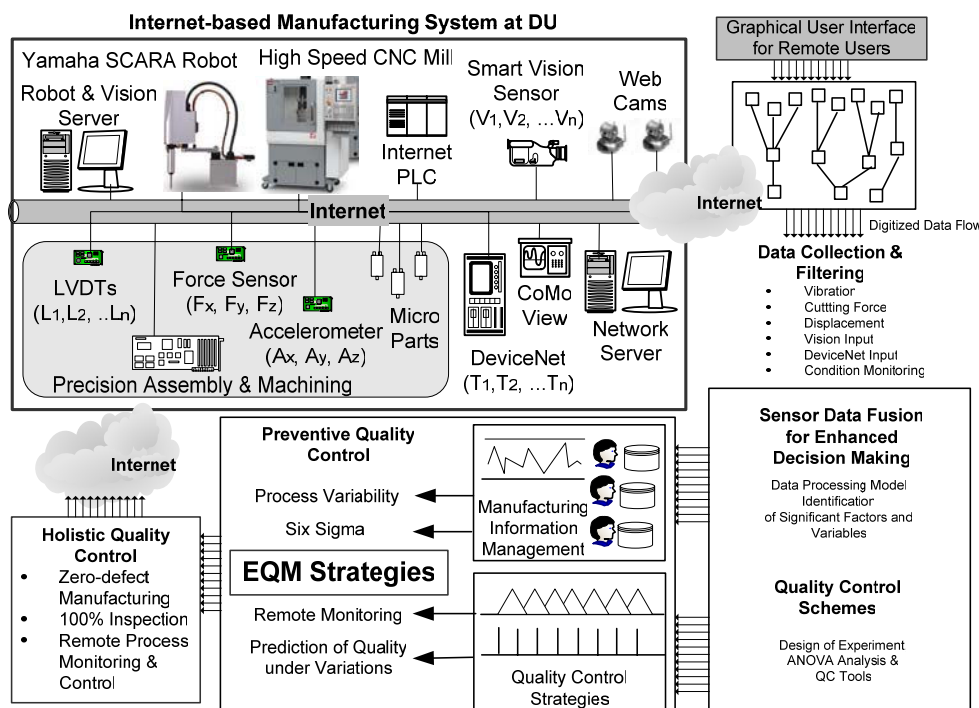 Internet-based Manufacturing System at DU
Yamaha SCARA Robot
High Speed CNC Mill
Robot & Vision
Server
Internet
PLC
Smart Vision
Sensor
(V1,V2, ...Vn)
Web
Cams
Internet
LVDTs
(L1,L2, ..Ln)
Force Sensor
(Fx, Fy, Fz)
Accelerometer
(Ax, Ay, Az)
Micro
Parts
Precision Assembly & Machining
DeviceNet
(T1,T2, ...Tn)
CoMo
View
Network
Server
Internet
Graphical User Interface
for Remote Users
Digitized Data Flow
Data Collection &
Filtering
• Vibration
• Cuttting Force
• Displacement
• Vision Input
• DeviceNet Input
• Condition Monitoring
Sensor Data Fusion
for Enhanced
Decision Making
Data Processing Model
Identification
of Significant Factors and
Variables
Quality Control
Schemes
Design of Experiment
ANOVA Analysis &
QC Tools
Preventive Quality
Control
Process Variability
Six Sigma
EQM Strategies
Remote Monitoring
Prediction of Quality
under Variations
Manufacturing
Information
Management
Quality Control
Strategies
Internet
Holistic Quality
Control
• Zero-defect
Manufacturing
• 100% Inspection
• Remote Process
Monitoring &
Control